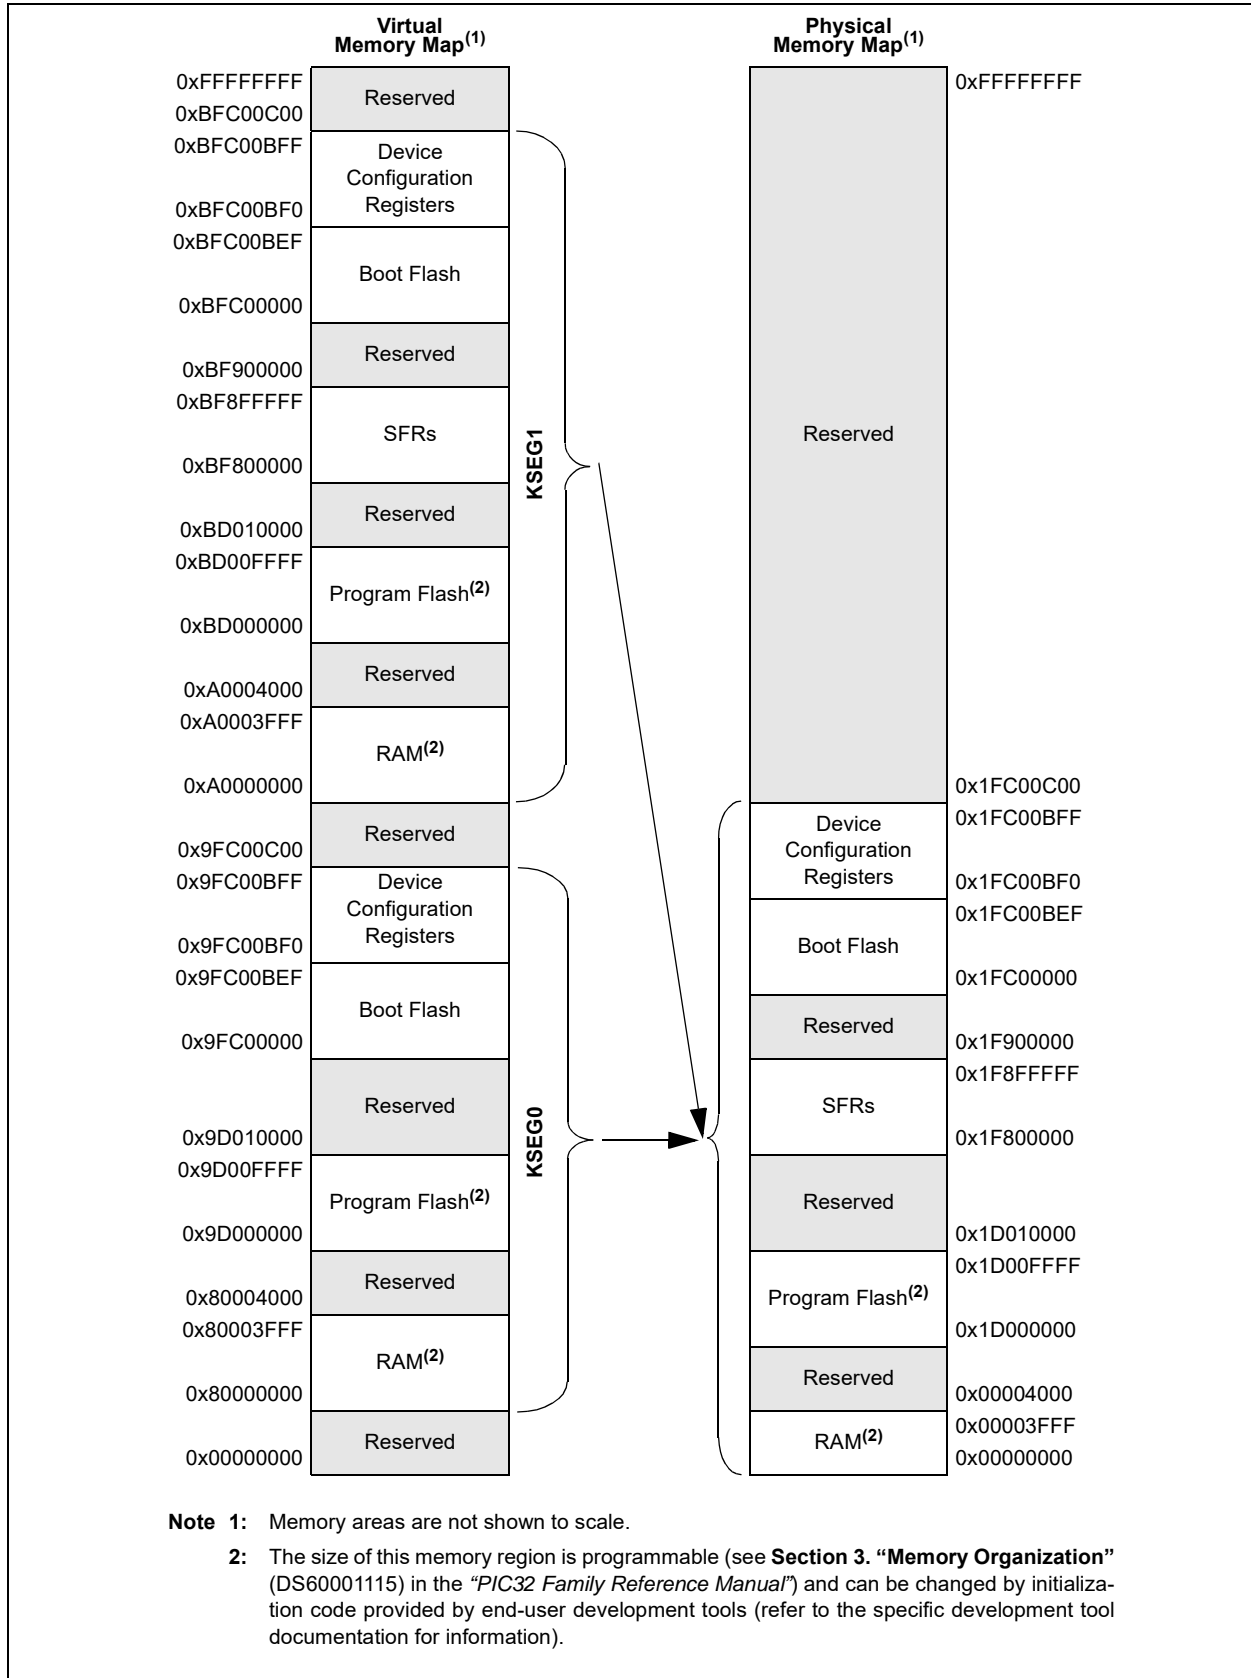 Virtual
Memory Map(1)
Physical
Memory Map(1)
0xFFFFFFFF
Reserved
0xBFC00C00
0xBFC00BFF
Device
Configuration
Registers
0xBFC00BF0
0xBFC00BEF
Boot Flash
0xBFC00000
Reserved
0xBF900000
0xBF8FFFFF
SFRs
0xBF800000
Reserved
0xBD010000
0xBD00FFFF
Program Flash(2)
0xBD000000
Reserved
0xA0004000
0xA0003FFF
RAM(2)
0xA0000000
KSEG1
Reserved
0x9FC00C00
0x9FC00BFF
Device
Configuration
Registers
0x9FC00BF0
0x9FC00BEF
Boot Flash
0x9FC00000
Reserved
0x9D010000
0x9D00FFFF
Program Flash(2)
0x9D000000
Reserved
0x80004000
0x80003FFF
RAM(2)
0x80000000
KSEG0
Reserved
0x00000000
0xFFFFFFFF
Reserved
0x1FC00C00
0x1FC00BFF
Device
Configuration
Registers
0x1FC00BF0
0x1FC00BEF
Boot Flash
0x1FC00000
Reserved
0x1F900000
0x1F8FFFFF
SFRs
0x1F800000
Reserved
0x1D010000
0x1D00FFFF
Program Flash(2)
0x1D000000
Reserved
0x00004000
0x00003FFF
RAM(2)
0x00000000
Note 1: Memory areas are not shown to scale.
2: The size of this memory region is programmable (see Section 3. “Memory Organization”
(DS60001115) in the “PIC32 Family Reference Manual”) and can be changed by initializa-
tion code provided by end-user development tools (refer to the specific development tool
documentation for information).